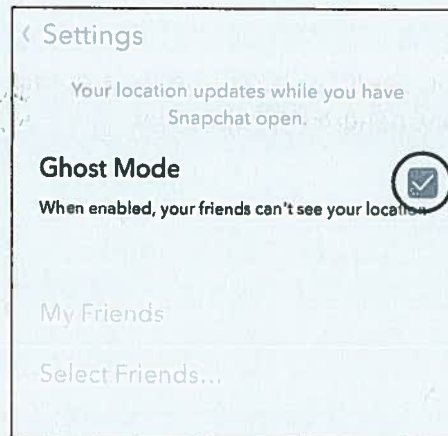 Settings
Your location updates while you have
Snapchat open.
Ghost Mode
When enabled, your friends can't see your location
My Friends
Select Friends...